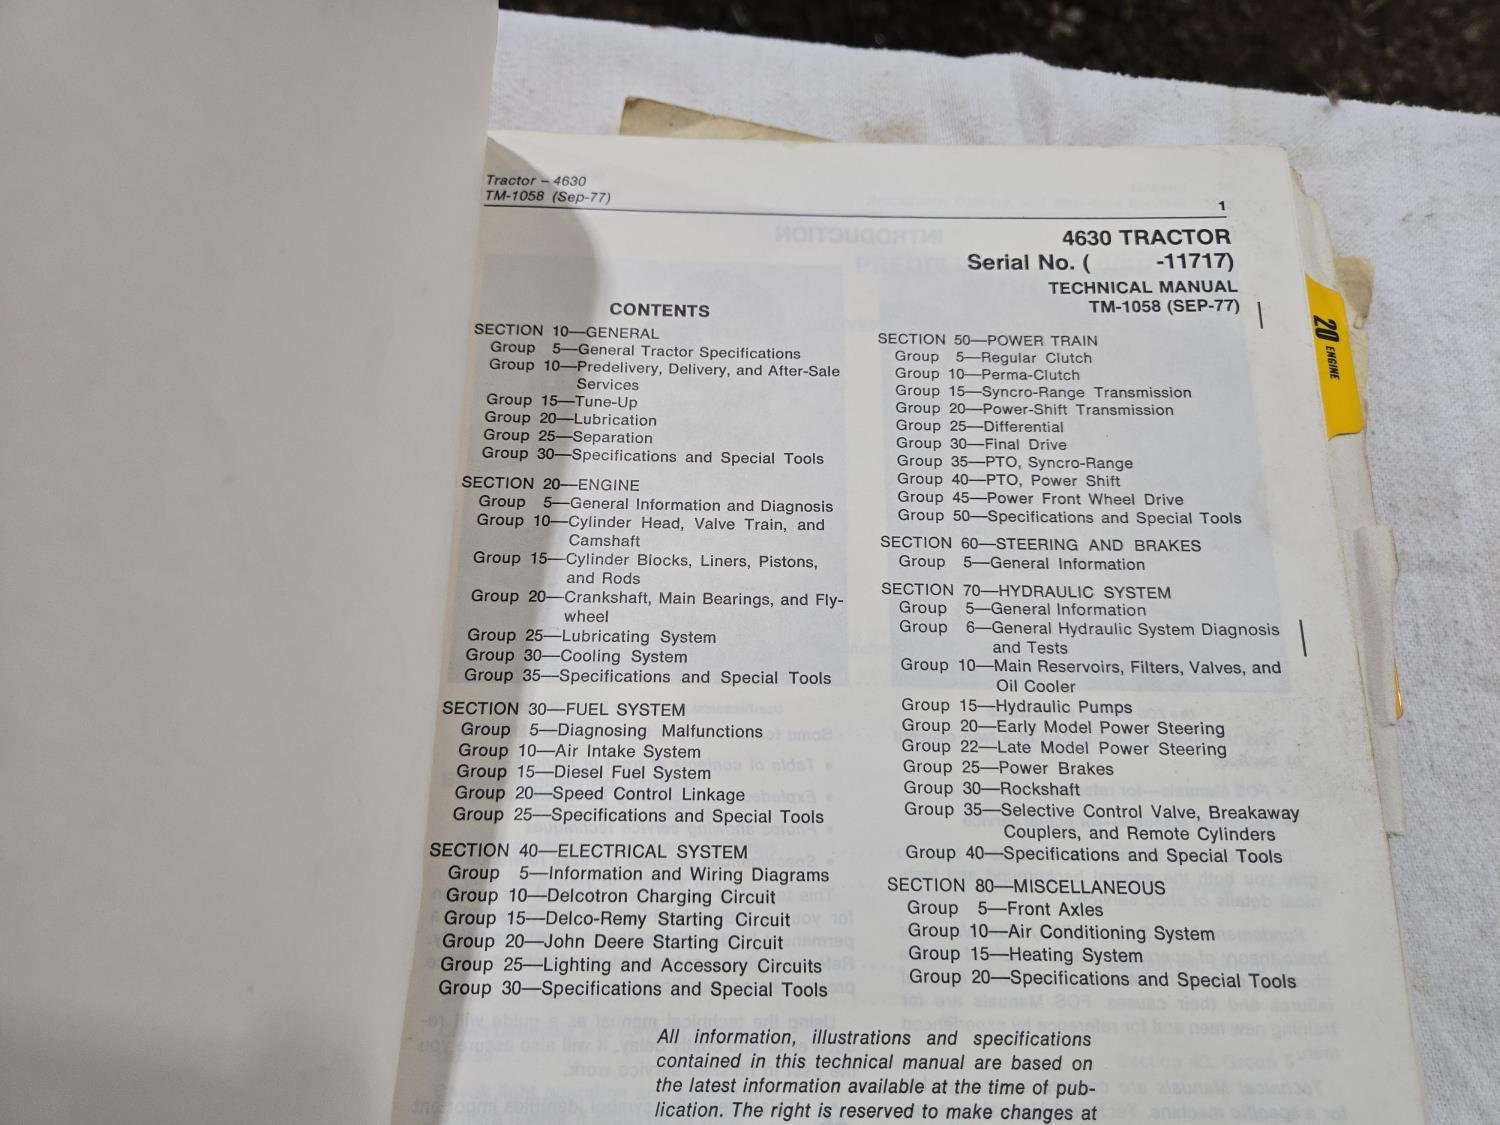 Tractor – 4630
TM-1058 (Sep-77)
1
4630 TRACTOR
Serial No. ( -11717)
TECHNICAL MANUAL
TM-1058 (SEP-77)
CONTENTS
SECTION 10—GENERAL
Group 5—General Tractor Specifications
Group 10—Predelivery, Delivery, and After-Sale
Services
Group 15—Tune-Up
Group 20—Lubrication
Group 25—Separation
Group 30—Specifications and Special Tools
SECTION 20—ENGINE
Group 5—General Information and Diagnosis
Group 10—Cylinder Head, Valve Train, and
Camshaft
Group 15—Cylinder Blocks, Liners, Pistons,
and Rods
Group 20—Crankshaft, Main Bearings, and Fly-
wheel
Group 25—Lubricating System
Group 30—Cooling System
Group 35—Specifications and Special Tools
SECTION 30—FUEL SYSTEM
Group 5—Diagnosing Malfunctions
Group 10—Air Intake System
Group 15—Diesel Fuel System
Group 20—Speed Control Linkage
Group 25—Specifications and Special Tools
SECTION 40—ELECTRICAL SYSTEM
Group 5—Information and Wiring Diagrams
Group 10—Delcotron Charging Circuit
Group 15—Delco-Remy Starting Circuit
Group 20—John Deere Starting Circuit
Group 25—Lighting and Accessory Circuits
Group 30—Specifications and Special Tools
SECTION 50—POWER TRAIN
Group 5—Regular Clutch
Group 10—Perma-Clutch
Group 15—Syncro-Range Transmission
Group 20—Power-Shift Transmission
Group 25—Differential
Group 30—Final Drive
Group 35—PTO, Syncro-Range
Group 40—PTO, Power Shift
Group 45—Power Front Wheel Drive
Group 50—Specifications and Special Tools
SECTION 60—STEERING AND BRAKES
Group 5—General Information
SECTION 70—HYDRAULIC SYSTEM
Group 5—General Information
Group 6—General Hydraulic System Diagnosis
and Tests
Group 10—Main Reservoirs, Filters, Valves, and
Oil Cooler
Group 15—Hydraulic Pumps
Group 20—Early Model Power Steering
Group 22—Late Model Power Steering
Group 25—Power Brakes
Group 30—Rockshaft
Group 35—Selective Control Valve, Breakaway
Couplers, and Remote Cylinders
Group 40—Specifications and Special Tools
SECTION 80—MISCELLANEOUS
Group 5—Front Axles
Group 10—Air Conditioning System
Group 15—Heating System
Group 20—Specifications and Special Tools
All information, illustrations and specifications
contained in this technical manual are based on
the latest information available at the time of pub-
lication. The right is reserved to make changes at
20 ENGINE